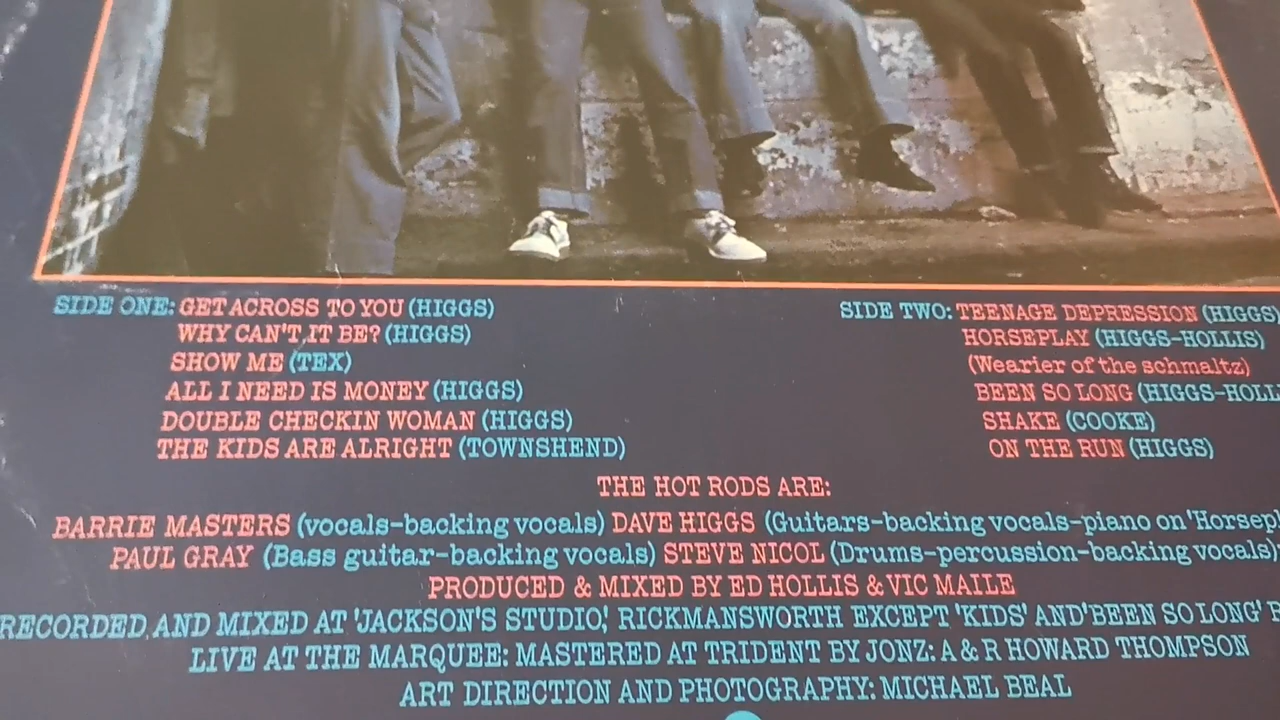 SIDE ONE: GET ACROSS TO YOU (HIGGS)
WHY CAN'T IT BE? (HIGGS)
SHOW ME (TEX)
ALL I NEED IS MONEY (HIGGS)
DOUBLE CHECKIN WOMAN (HIGGS)
THE KIDS ARE ALRIGHT (TOWNSHEND)
SIDE TWO: TEENAGE DEPRESSION (HIGGS)
HORSEPLAY (HIGGS-HOLLIS)
(Wearier of the schmaltz)
BEEN SO LONG (HIGGS-HOLL
SHAKE (COOKE)
ON THE RUN (HIGGS)
THE HOT RODS ARE:
BARRIE MASTERS (vocals-backing vocals) DAVE HIGGS (Guitars-backing vocals-piano on 'Horsepl
PAUL GRAY (Bass guitar-backing vocals) STEVE NICOL (Drums-percussion-backing vocals)
PRODUCED & MIXED BY ED HOLLIS & VIC MAILE
RECORDED AND MIXED AT 'JACKSON'S STUDIO', RICKMANSWORTH EXCEPT 'KIDS' AND 'BEEN SO LONG'
LIVE AT THE MARQUEE: MASTERED AT TRIDENT BY JONZ: A & R HOWARD THOMPSON
ART DIRECTION AND PHOTOGRAPHY: MICHAEL BEAL